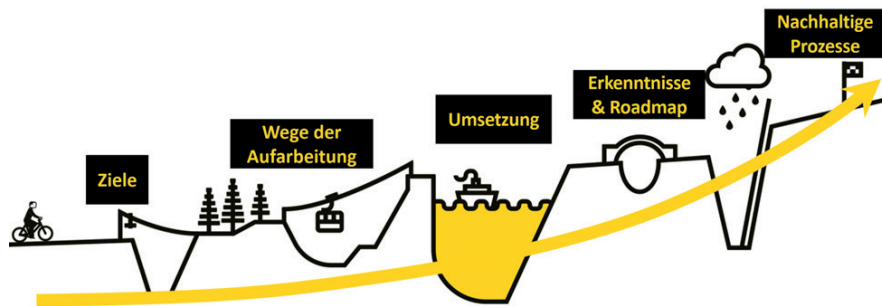 Ziele
Wege der
Aufarbeitung
Umsetzung
Erkenntnisse
& Roadmap
Nachhaltige
Prozesse